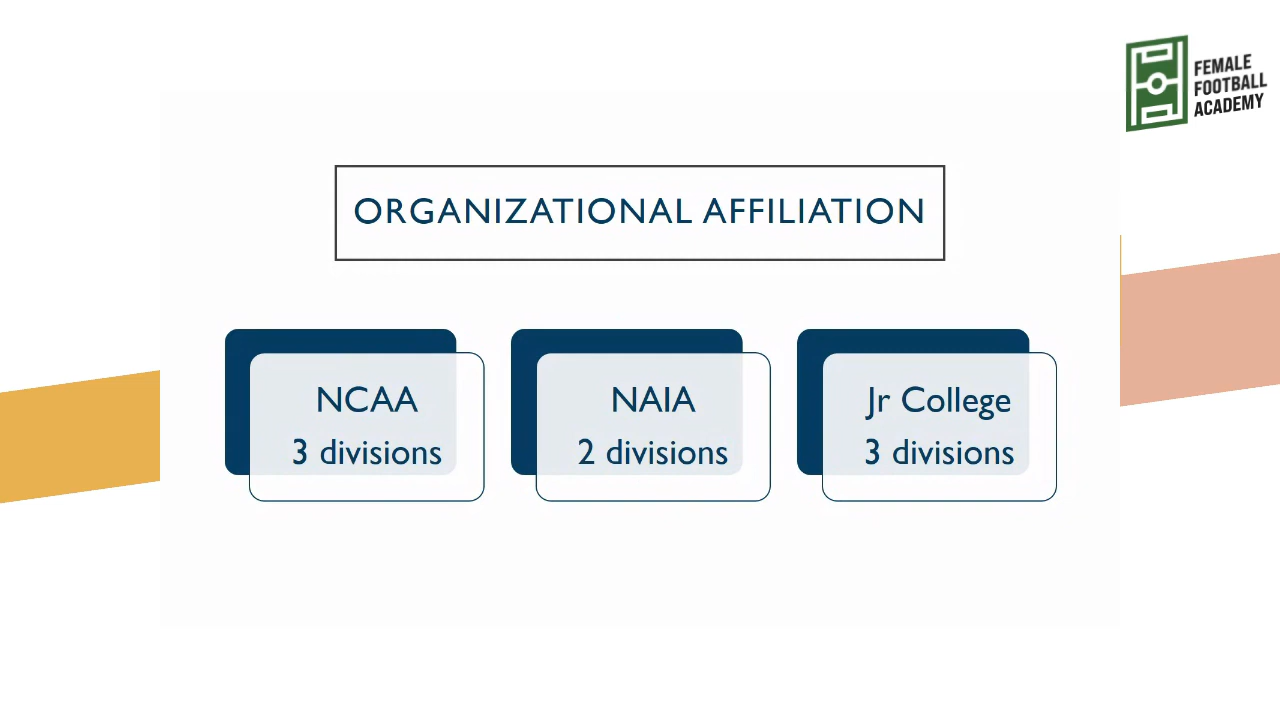 FEMALE
FOOTBALL
ACADEMY
ORGANIZATIONAL AFFILIATION
NCAA
3 divisions
NAIA
2 divisions
Jr College
3 divisions